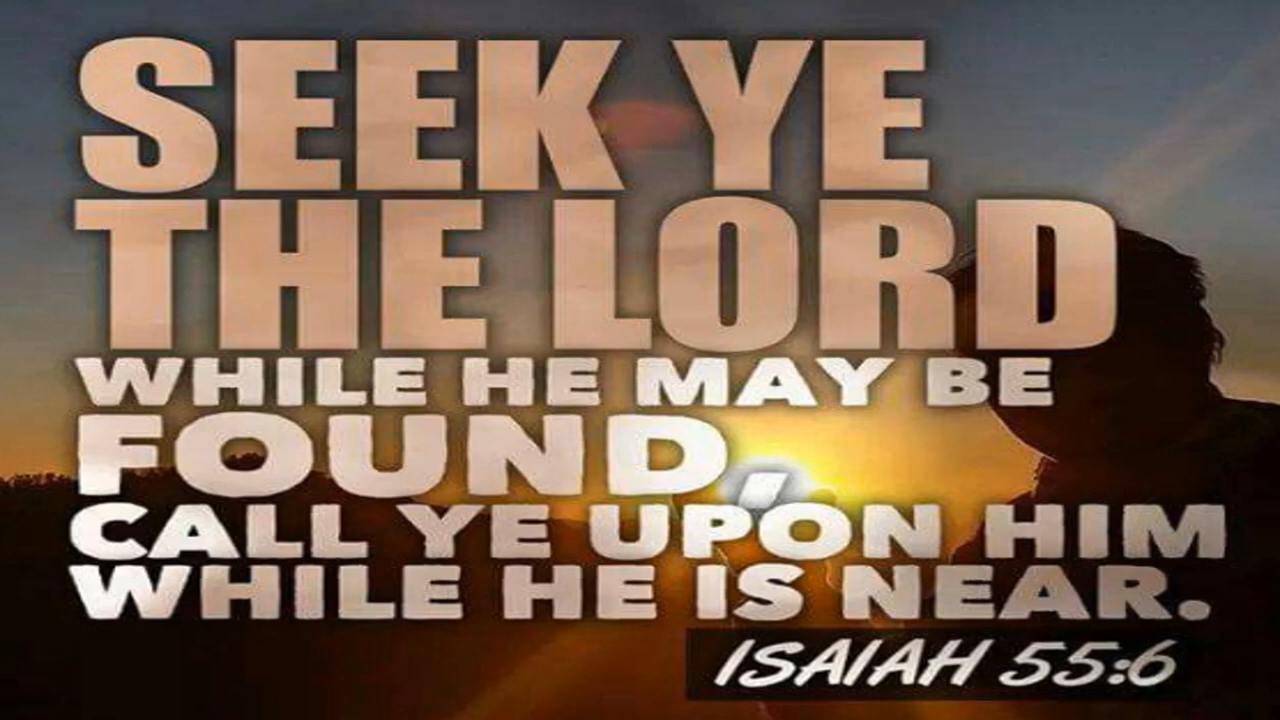 SEEK YE
THE LORD
WHILE HE MAY BE
FOUND,
CALL YE UPON HIM
WHILE HE IS NEAR.
ISAIAH 55:6